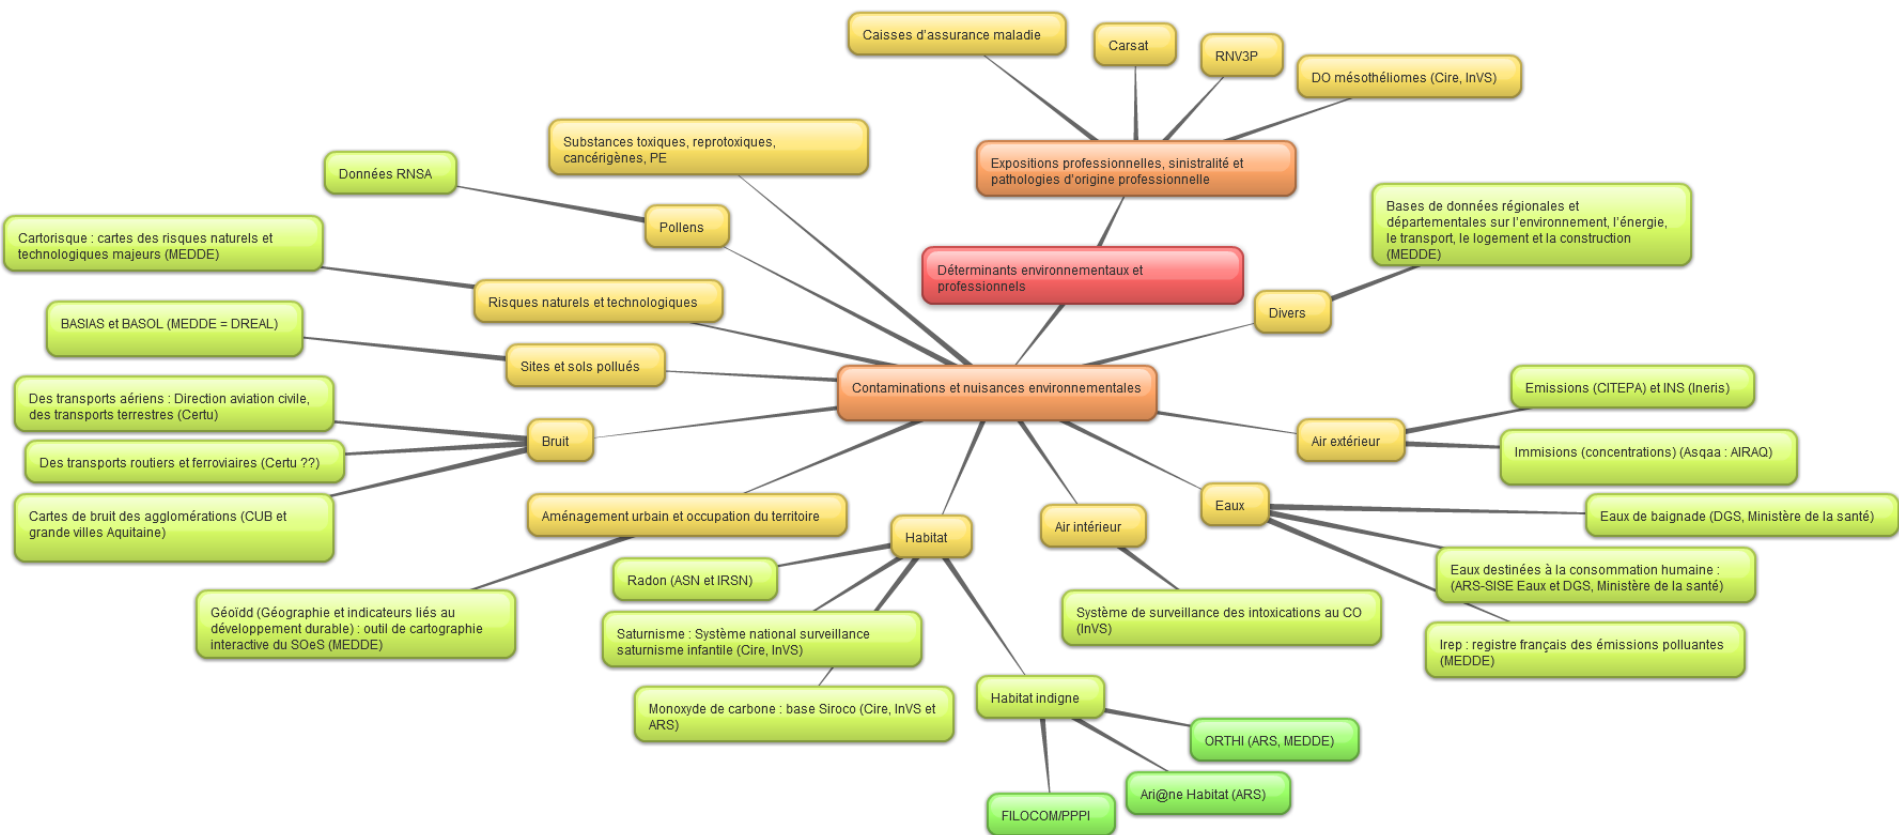 Caisses d'assurance maladie
Carsat
RNV3P
DO mésothéliomes (Cire, InVS)
Substances toxiques, reprotoxiques,
cancérigènes, PE
Expositions professionnelles, sinistralité et
pathologies d'origine professionnelle
Données RNSA
Pollens
Bases de données régionales et
départementales sur l'environnement, l'énergie,
le transport, le logement et la construction
(MEDDE)
Cartorisque : cartes des risques naturels et
technologiques majeurs (MEDDE)
Déterminants environnementaux et
professionnels
Risques naturels et technologiques
Divers
BASIAS et BASOL (MEDDE = DREAL)
Sites et sols pollués
Contaminations et nuisances environnementales
Des transports aériens : Direction aviation civile,
des transports terrestres (Certu)
Emissions (CITEPA) et INS (Ineris)
Bruit
Air extérieur
Des transports routiers et ferroviaires (Certu ??)
Immisions (concentrations) (Asqaa : AIRAQ)
Cartes de bruit des agglomérations (CUB et
grande villes Aquitaine)
Aménagement urbain et occupation du territoire
Habitat
Air intérieur
Eaux
Eaux de baignade (DGS, Ministère de la santé)
Radon (ASN et IRSN)
Eaux destinées à la consommation humaine :
(ARS-SISE Eaux et DGS, Ministère de la santé)
Géoïdd (Géographie et indicateurs liés au
développement durable) : outil de cartographie
interactive du SOeS (MEDDE)
Saturnisme : Système national surveillance
saturnisme infantile (Cire, InVS)
Système de surveillance des intoxications au CO
(InVS)
Irep : registre français des émissions polluantes
(MEDDE)
Monoxyde de carbone : base Siroco (Cire, InVS et
ARS)
Habitat indigne
ORTHI (ARS, MEDDE)
Ari@ne Habitat (ARS)
FILOCOM/PPPI